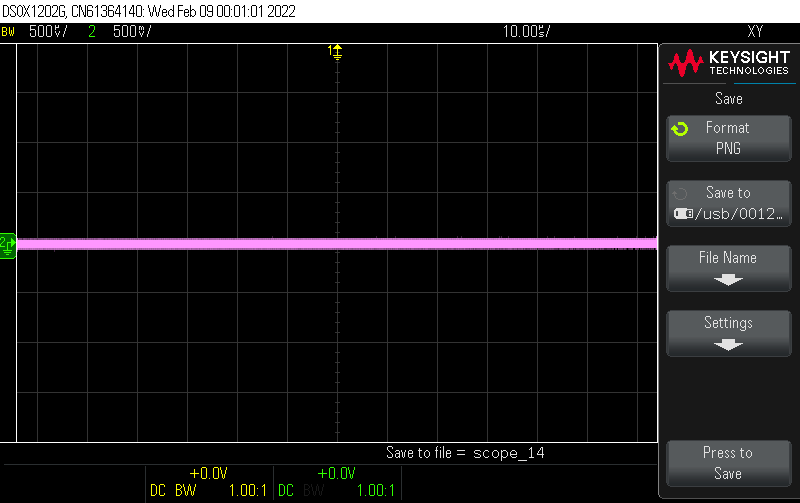 DSOX1202G, CN61364140: Wed Feb 09 00:01:01 2022
BW 500mV/ 2 500mV/ 10.00s/ XY
1
KEYSIGHT
TECHNOLOGIES
Save
Format
PNG
Save to
/usb/0012...
File Name
Settings
2
Save to file = scope_14
Press to
Save
+0.0V +0.0V
DC BW 1.00:1 DC BW 1.00:1